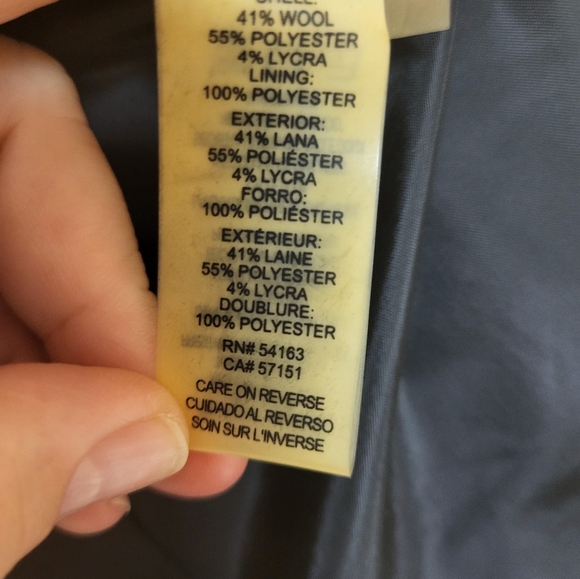 SHELL:
41% WOOL
55% POLYESTER
4% LYCRA
LINING:
100% POLYESTER
EXTERIOR:
41% LANA
55% POLIÉSTER
4% LYCRA
FORRO:
100% POLIÉSTER
EXTÉRIEUR:
41% LAINE
55% POLYESTER
4% LYCRA
DOUBLURE:
100% POLYESTER
RN# 54163
CA# 57151
CARE ON REVERSE
CUIDADO AL REVERSO
SOIN SUR L'INVERSE